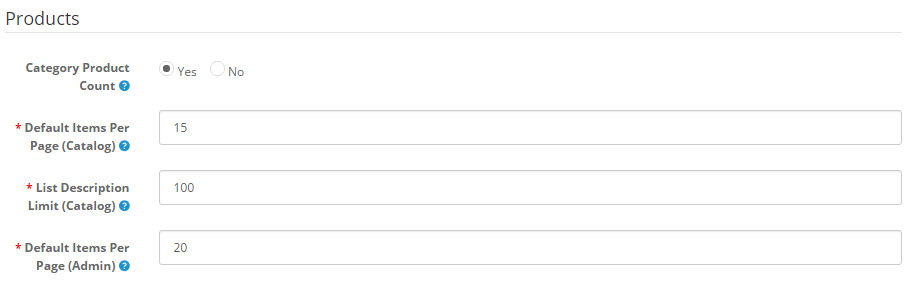 Products
Category Product
Count ?
Yes No
* Default Items Per
Page (Catalog) ?
15
* List Description
Limit (Catalog) ?
100
* Default Items Per
Page (Admin) ?
20